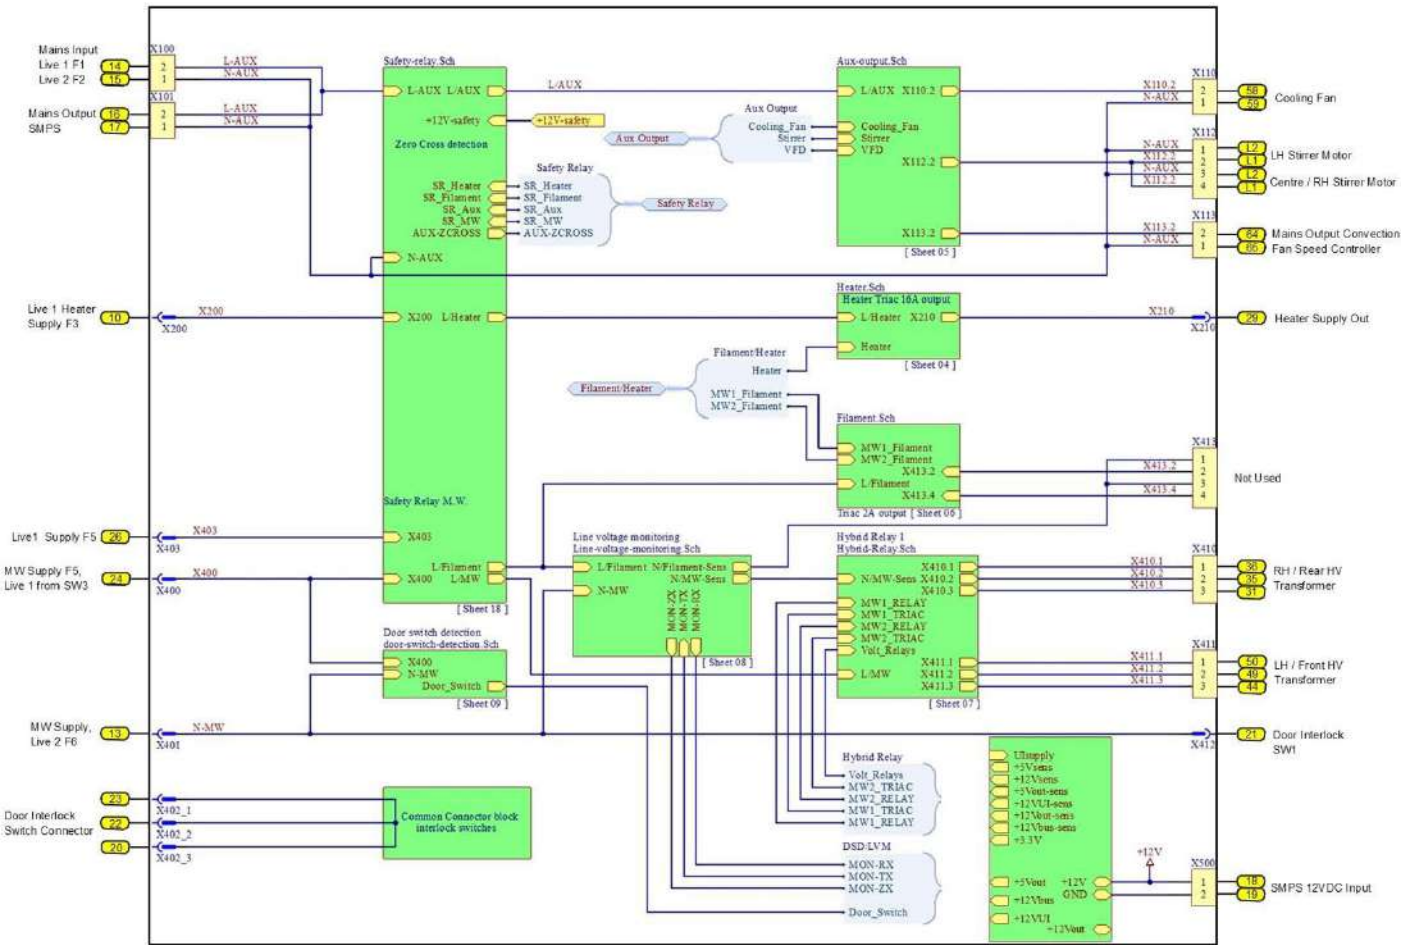 Mains Input
Live 1 F1
Live 2 F2
14
15
X100
2
1
L-AUX
N-AUX
Mains Output
SMPS
16
17
X101
2
1
L-AUX
N-AUX
Safety-relay.Sch
L-AUX L/AUX
+12V-safety
+12V-safety
Zero Cross detection
SR_Heater
SR_Filament
SR_Aux
SR_MW
AUX-ZCROSS
N-AUX
Safety Relay
SR_Heater
SR_Filament
SR_Aux
SR_MW
AUX-ZCROSS
Safety Relay
X200 L/Heater
Safety Relay M.W.
X403
L/Filament
X400 L/MW
[ Sheet 18 ]
L/AUX
Aux Output
Aux Output
Cooling_Fan
Stirrer
VFD
Aux-output.Sch
L/AUX X110.2
Cooling_Fan
Stirrer
VFD
X112.2
X113.2
[ Sheet 05 ]
X110
X110.2
N-AUX
2
1
58
59
Cooling Fan
X112
N-AUX
X112.2
N-AUX
X112.2
1
2
3
4
L2
L1
L2
L1
LH Stirrer Motor
Centre / RH Stirrer Motor
X113
X113.2
N-AUX
2
1
64
65
Mains Output Convection
Fan Speed Controller
Live 1 Heater
Supply F3
10
X200
X200
Heater.Sch
Heater Triac 16A output
L/Heater X210
Heater
[ Sheet 04 ]
X210
X210
29
Heater Supply Out
Filament/Heater
Filament/Heater
Heater
MW1_Filament
MW2_Filament
Filament.Sch
MW1_Filament
MW2_Filament
X413.2
L/Filament
X413.4
Triac 2A output [ Sheet 06 ]
X413
X413.2
X413.4
1
2
3
4
Not Used
Live1 Supply F5
26
X403
X403
MW Supply F5,
Live 1 from SW3
24
X400
X400
Line voltage monitoring
Line-voltage-monitoring.Sch
L/Filament N/Filament-Sens
N/MW-Sens
N-MW
MON-ZX
MON-TX
MON-RX
[ Sheet 08 ]
Hybrid Relay 1
Hybrid-Relay.Sch
X410.1
N/MW-Sens X410.2
X410.3
MW1_RELAY
MW1_TRIAC
MW2_RELAY
MW2_TRIAC
Volt_Relays
X411.1
L/MW X411.2
X411.3
[ Sheet 07 ]
X410
X410.1
X410.2
X410.3
1
2
3
36
35
31
RH / Rear HV
Transformer
X411
X411.1
X411.2
X411.3
1
2
3
50
49
44
LH / Front HV
Transformer
Door switch detection
door-switch-detection.Sch
X400
N-MW
Door_Switch
[ Sheet 09 ]
MW Supply,
Live 2 F6
13
N-MW
X401
X412
21
Door Interlock
SW1
Door Interlock
Switch Connector
23
22
20
X402_1
X402_2
X402_3
Common Connector block
interlock switches
Hybrid Relay
Volt_Relays
MW2_TRIAC
MW2_RELAY
MW1_TRIAC
MW1_RELAY
DSD/LVM
MON-RX
MON-TX
MON-ZX
Door_Switch
UIsupply
+5Vsens
+12Vsens
+5Vout-sens
+12VUI-sens
+12Vout-sens
+12Vbus-sens
+3.3V
+5Vout +12V
GND
+12Vbus
+12VUI
+12Vout
+12V
X500
1
2
18
19
SMPS 12VDC Input